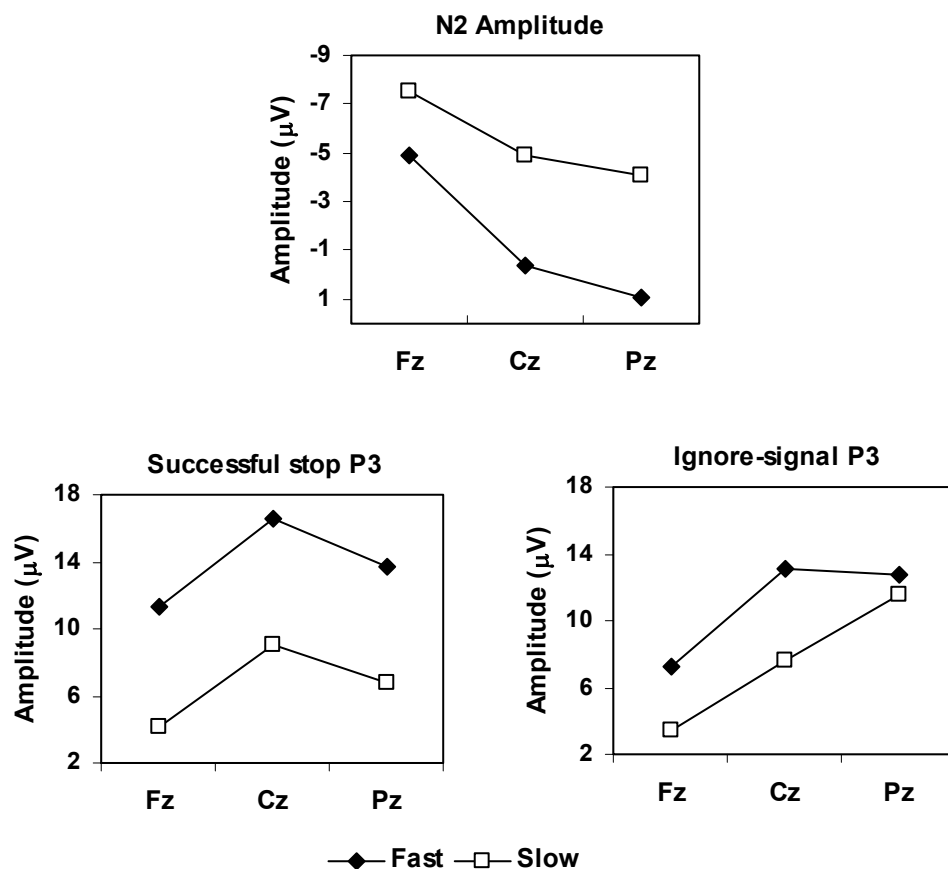 N2 Amplitude
-9
-7
-5
-3
-1
1
Amplitude (μV)
Fz Cz Pz
Successful stop P3
18
14
10
6
2
Amplitude (μV)
Fz Cz Pz
Ignore-signal P3
18
14
10
6
2
Amplitude (μV)
Fz Cz Pz
Fast Slow